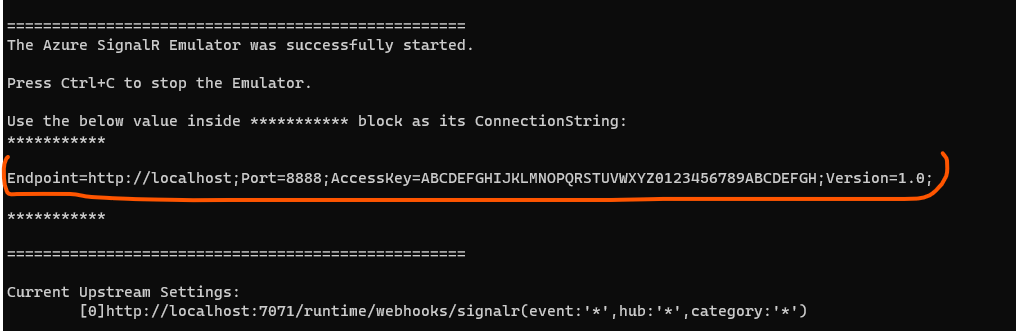 ===================================================
The Azure SignalR Emulator was successfully started.
Press Ctrl+C to stop the Emulator.
Use the below value inside *********** block as its ConnectionString:
***********
Endpoint=http://localhost;Port=8888;AccessKey=ABCDEFGHIJKLMNOPQRSTUVWXYZ0123456789ABCDEFGH;Version=1.0;
***********
===================================================
Current Upstream Settings:
[0]http://localhost:7071/runtime/webhooks/signalr(event:'*',hub:'*',category:'*')